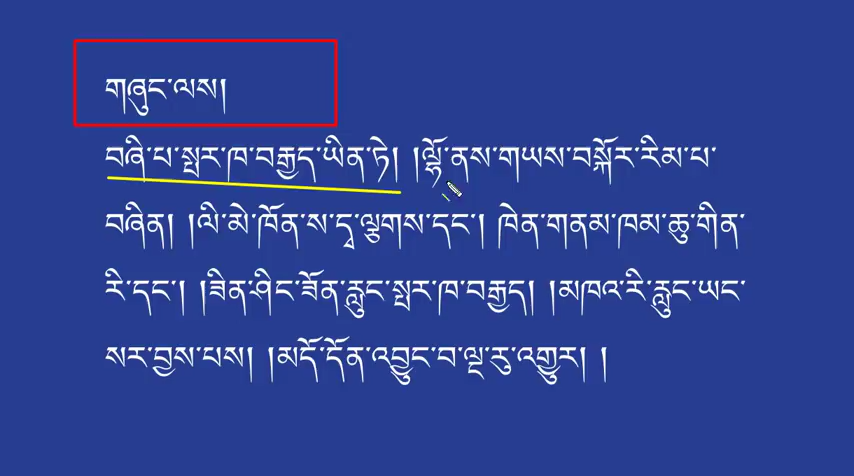 གཞུང་ལས།
བཞི་པ་སྤར་ཁ་བརྒྱད་ཡིན་ཏེ། །ལྷོ་ནས་གཡས་བསྐོར་རིམ་པ་
བཞིན། །ལི་མེ་ཁོན་ས་དྭ་ལྕགས་དང་། ཁེན་གནམ་ཁམ་ཆུ་གིན་
རི་དང་། །ཟིན་ཤིང་ཟོན་རླུང་སྤར་ཁ་བརྒྱད། །མཁའ་རི་རླུང་ཡང་
སར་བྱས་པས། །མདོ་དོན་འབྱུང་བ་ལྔ་རུ་འགྱུར། །